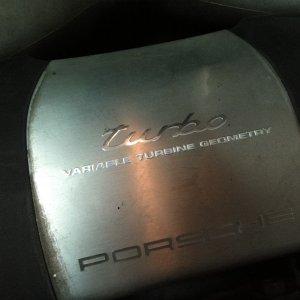 turbo
VARIABLE TURBINE GEOMETRY
PORSCHE